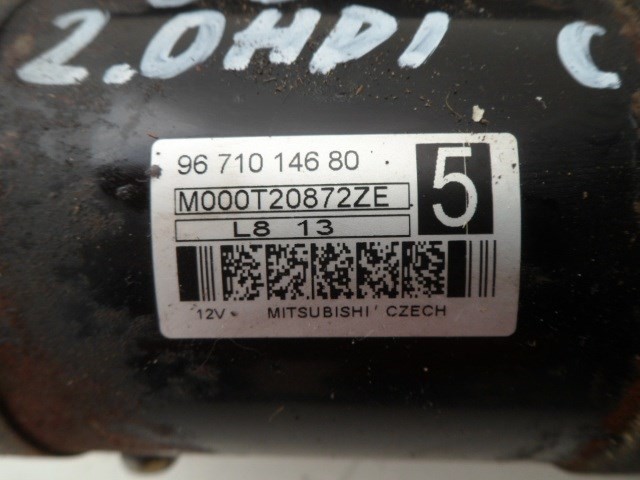 2.0HDI C
96 710 146 80
5
M000T20872ZE
L8 13
12V MITSUBISHI CZECH